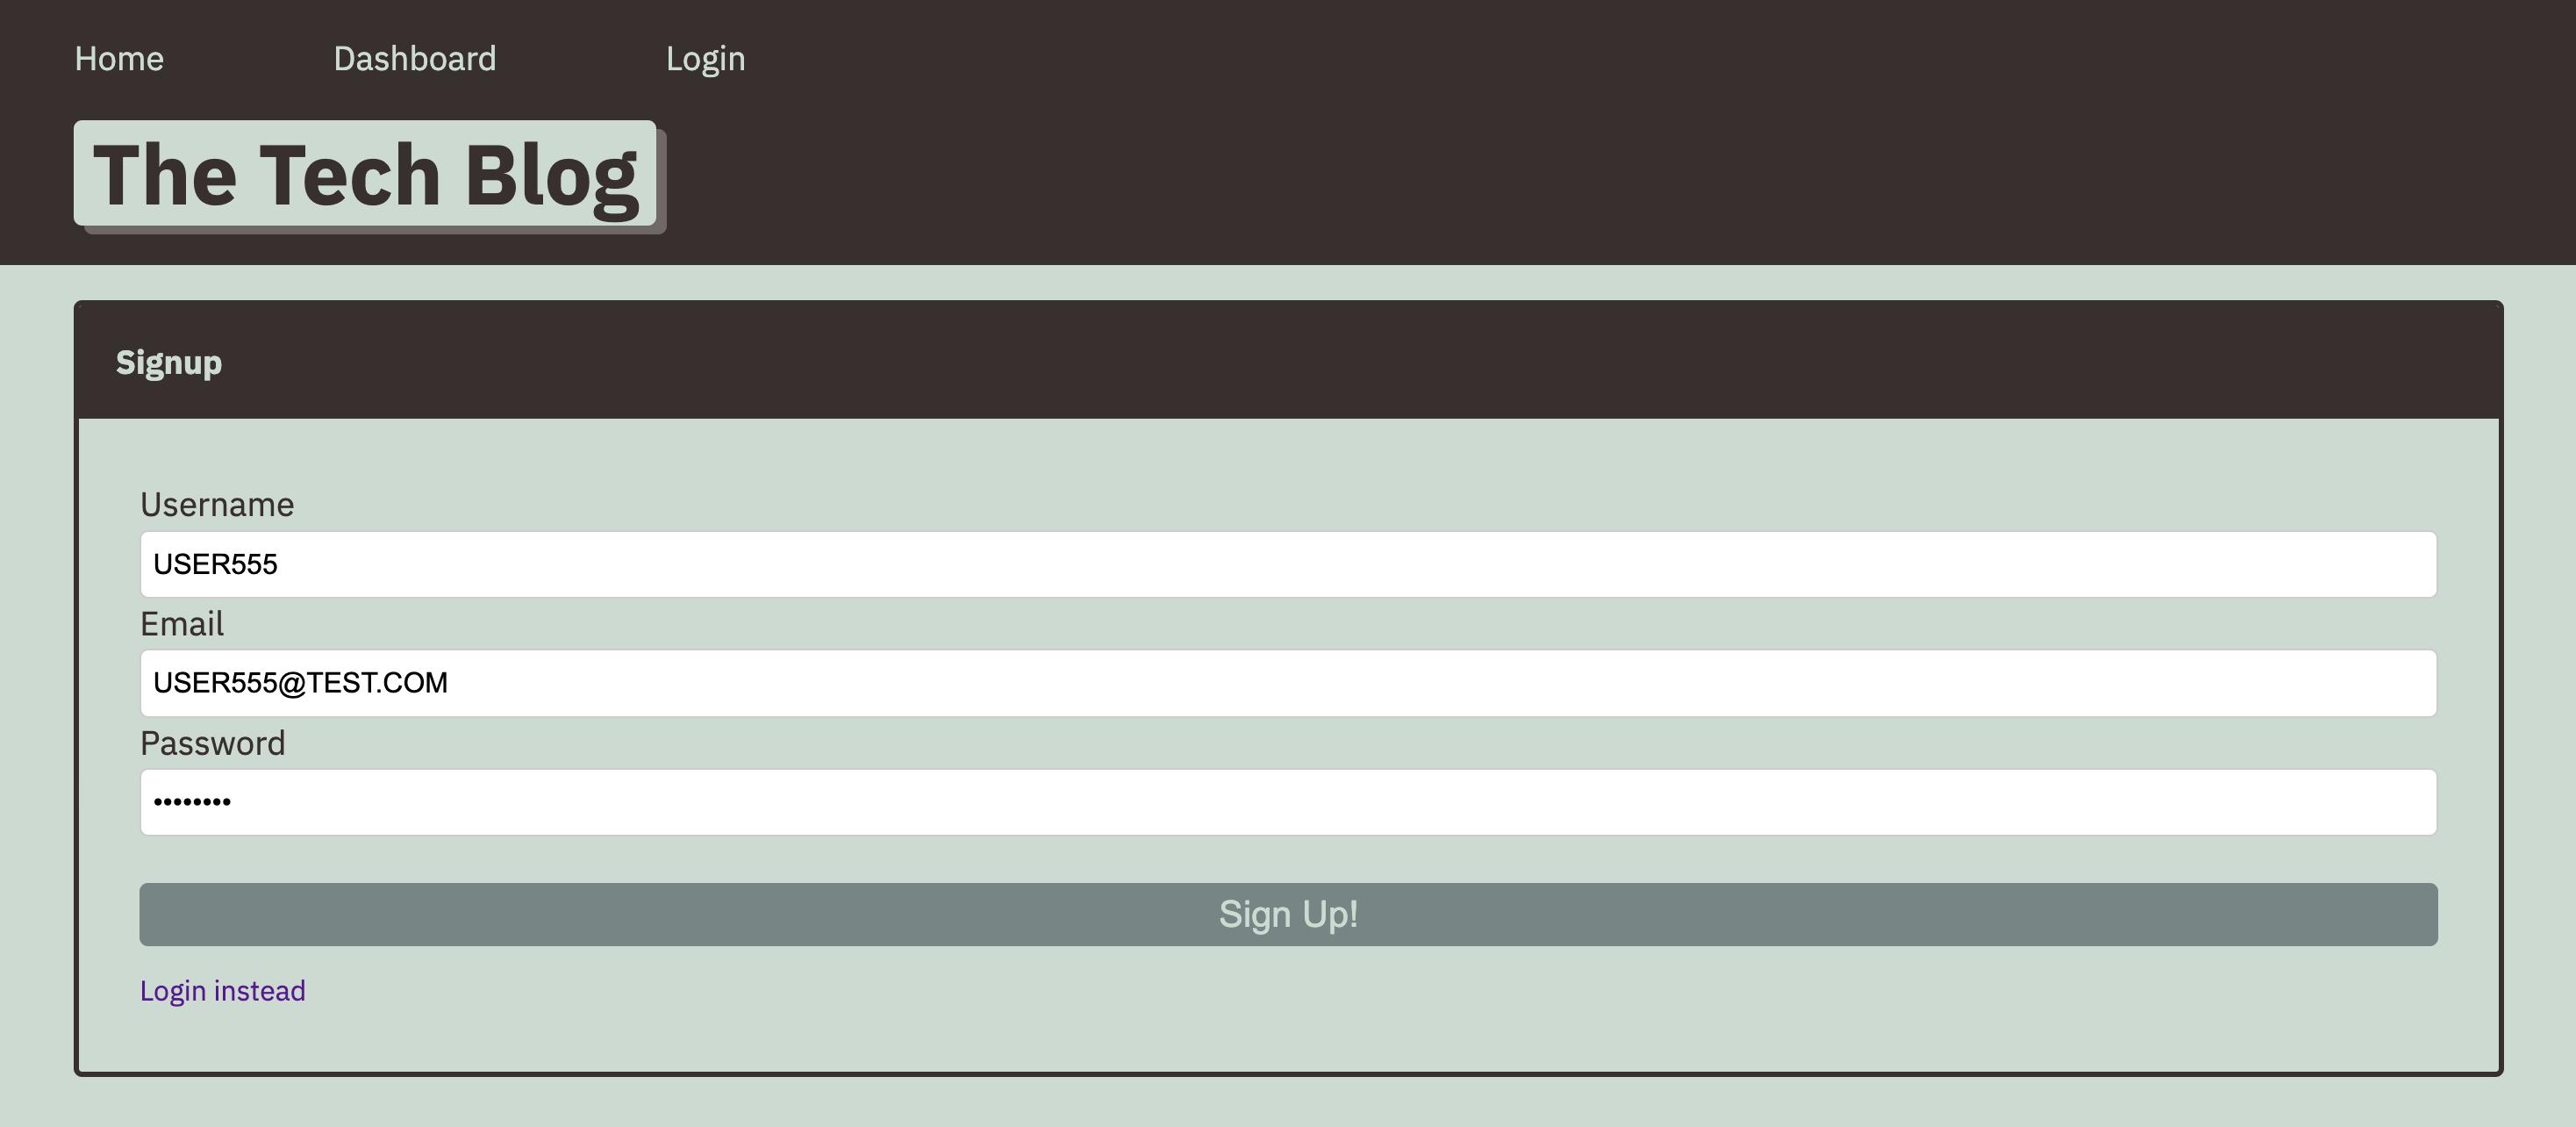 Home Dashboard Login
The Tech Blog
Signup
Username
USER555
Email
USER555@TEST.COM
Password
••••••••
Sign Up!
Login instead